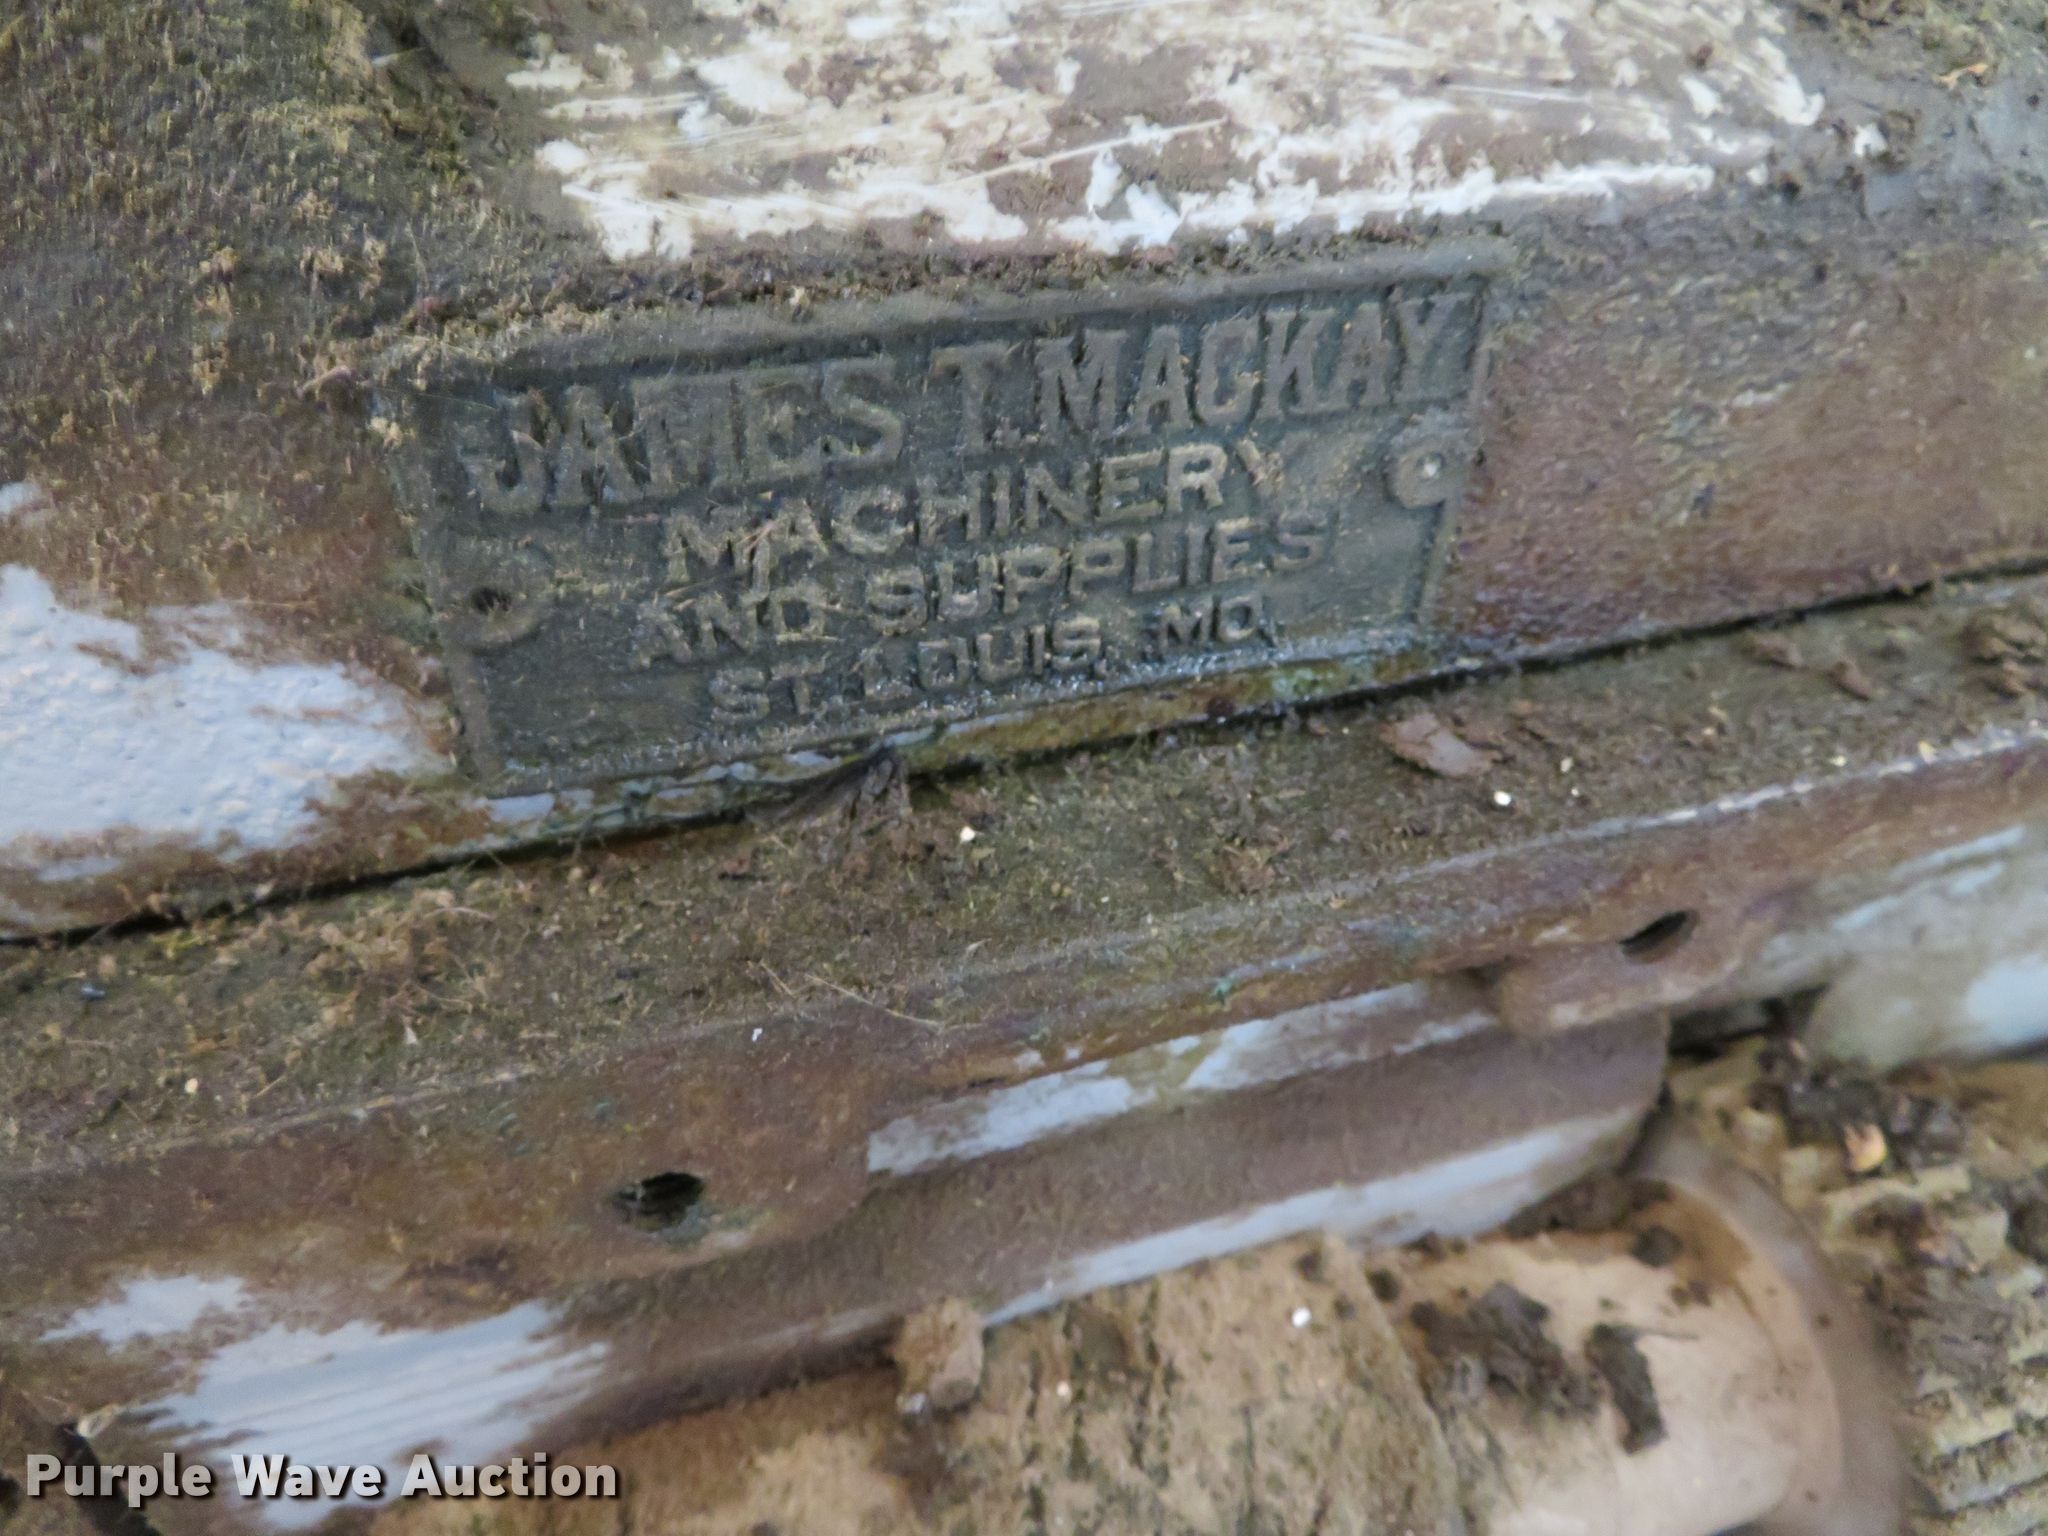 JAMES T. MACKAY
MACHINERY
AND SUPPLIES
ST. LOUIS, MO.
Purple Wave Auction